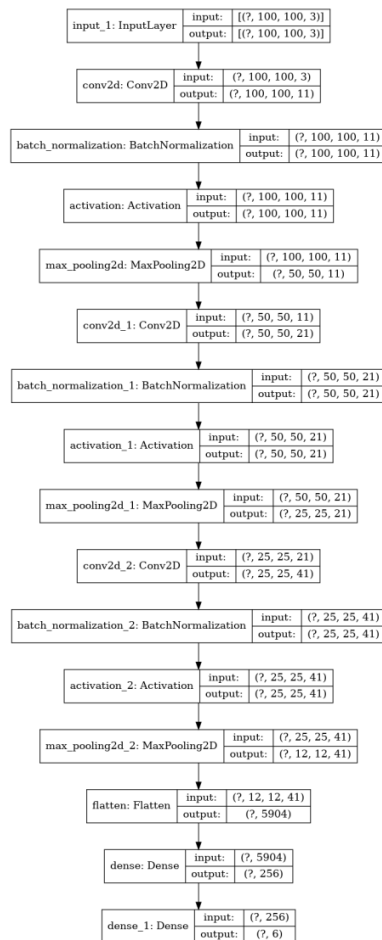 input_1: InputLayer input: [(?, 100, 100, 3)]
output: [(?, 100, 100, 3)]
conv2d: Conv2D input: (?, 100, 100, 3)
output: (?, 100, 100, 11)
batch_normalization: BatchNormalization input: (?, 100, 100, 11)
output: (?, 100, 100, 11)
activation: Activation input: (?, 100, 100, 11)
output: (?, 100, 100, 11)
max_pooling2d: MaxPooling2D input: (?, 100, 100, 11)
output: (?, 50, 50, 11)
conv2d_1: Conv2D input: (?, 50, 50, 11)
output: (?, 50, 50, 21)
batch_normalization_1: BatchNormalization input: (?, 50, 50, 21)
output: (?, 50, 50, 21)
activation_1: Activation input: (?, 50, 50, 21)
output: (?, 50, 50, 21)
max_pooling2d_1: MaxPooling2D input: (?, 50, 50, 21)
output: (?, 25, 25, 21)
conv2d_2: Conv2D input: (?, 25, 25, 21)
output: (?, 25, 25, 41)
batch_normalization_2: BatchNormalization input: (?, 25, 25, 41)
output: (?, 25, 25, 41)
activation_2: Activation input: (?, 25, 25, 41)
output: (?, 25, 25, 41)
max_pooling2d_2: MaxPooling2D input: (?, 25, 25, 41)
output: (?, 12, 12, 41)
flatten: Flatten input: (?, 12, 12, 41)
output: (?, 5904)
dense: Dense input: (?, 5904)
output: (?, 256)
dense_1: Dense input: (?, 256)
output: (?, 6)